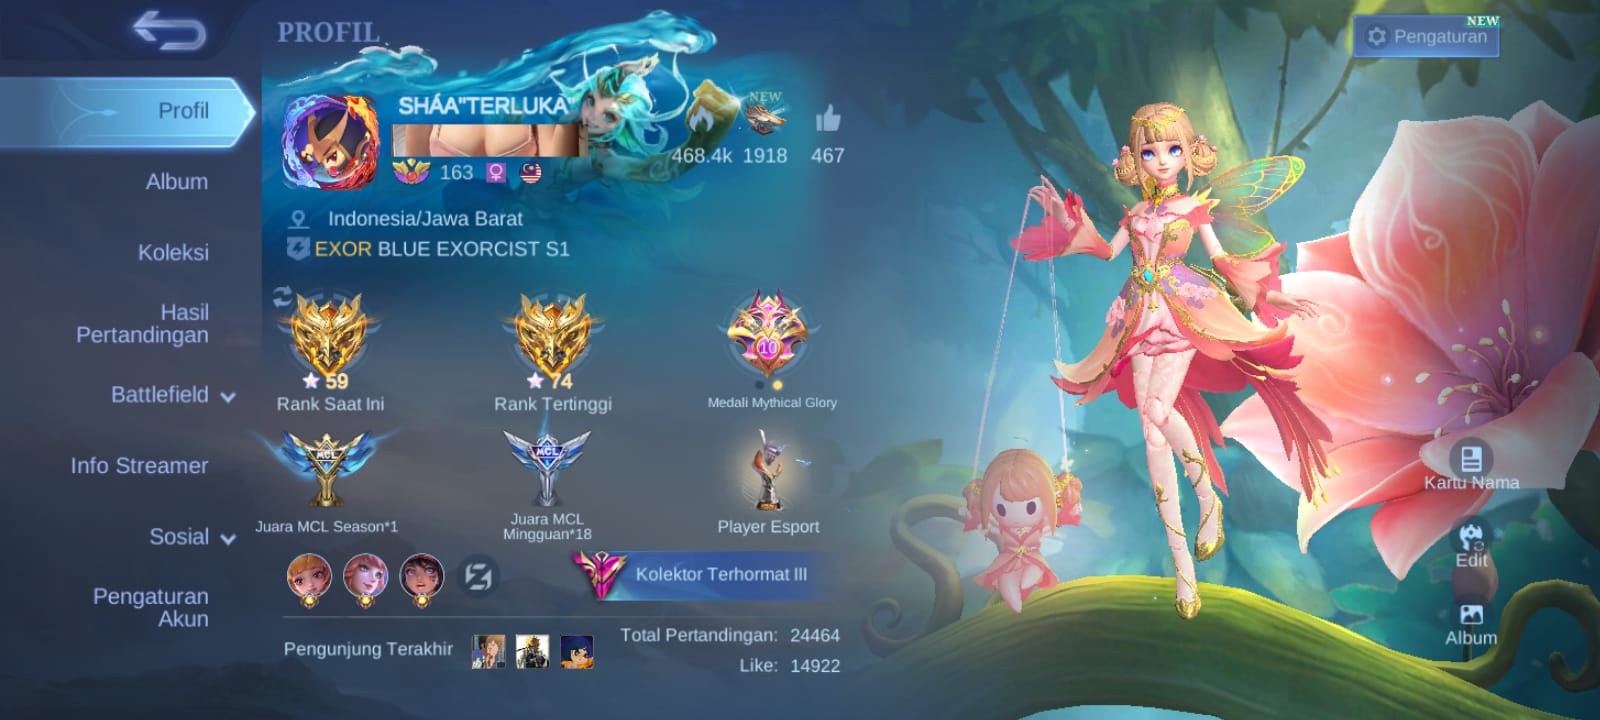 PROFIL
NEW
Pengaturan
Profil
SHÁA"TERLUKA"
NEW
468.4k 1918 467
163
Album
Indonesia/Jawa Barat
EXOR BLUE EXORCIST S1
Koleksi
Hasil
Pertandingan
59
74
10
Rank Saat Ini
Rank Tertinggi
Medali Mythical Glory
Battlefield
Info Streamer
MCL
MCL
Juara MCL Season*1
Juara MCL
Mingguan*18
Player Esport
Sosial
Kolektor Terhormat III
Pengaturan
Akun
Pengunjung Terakhir
Total Pertandingan: 24464
Like: 14922
Kartu Nama
Edit
Album